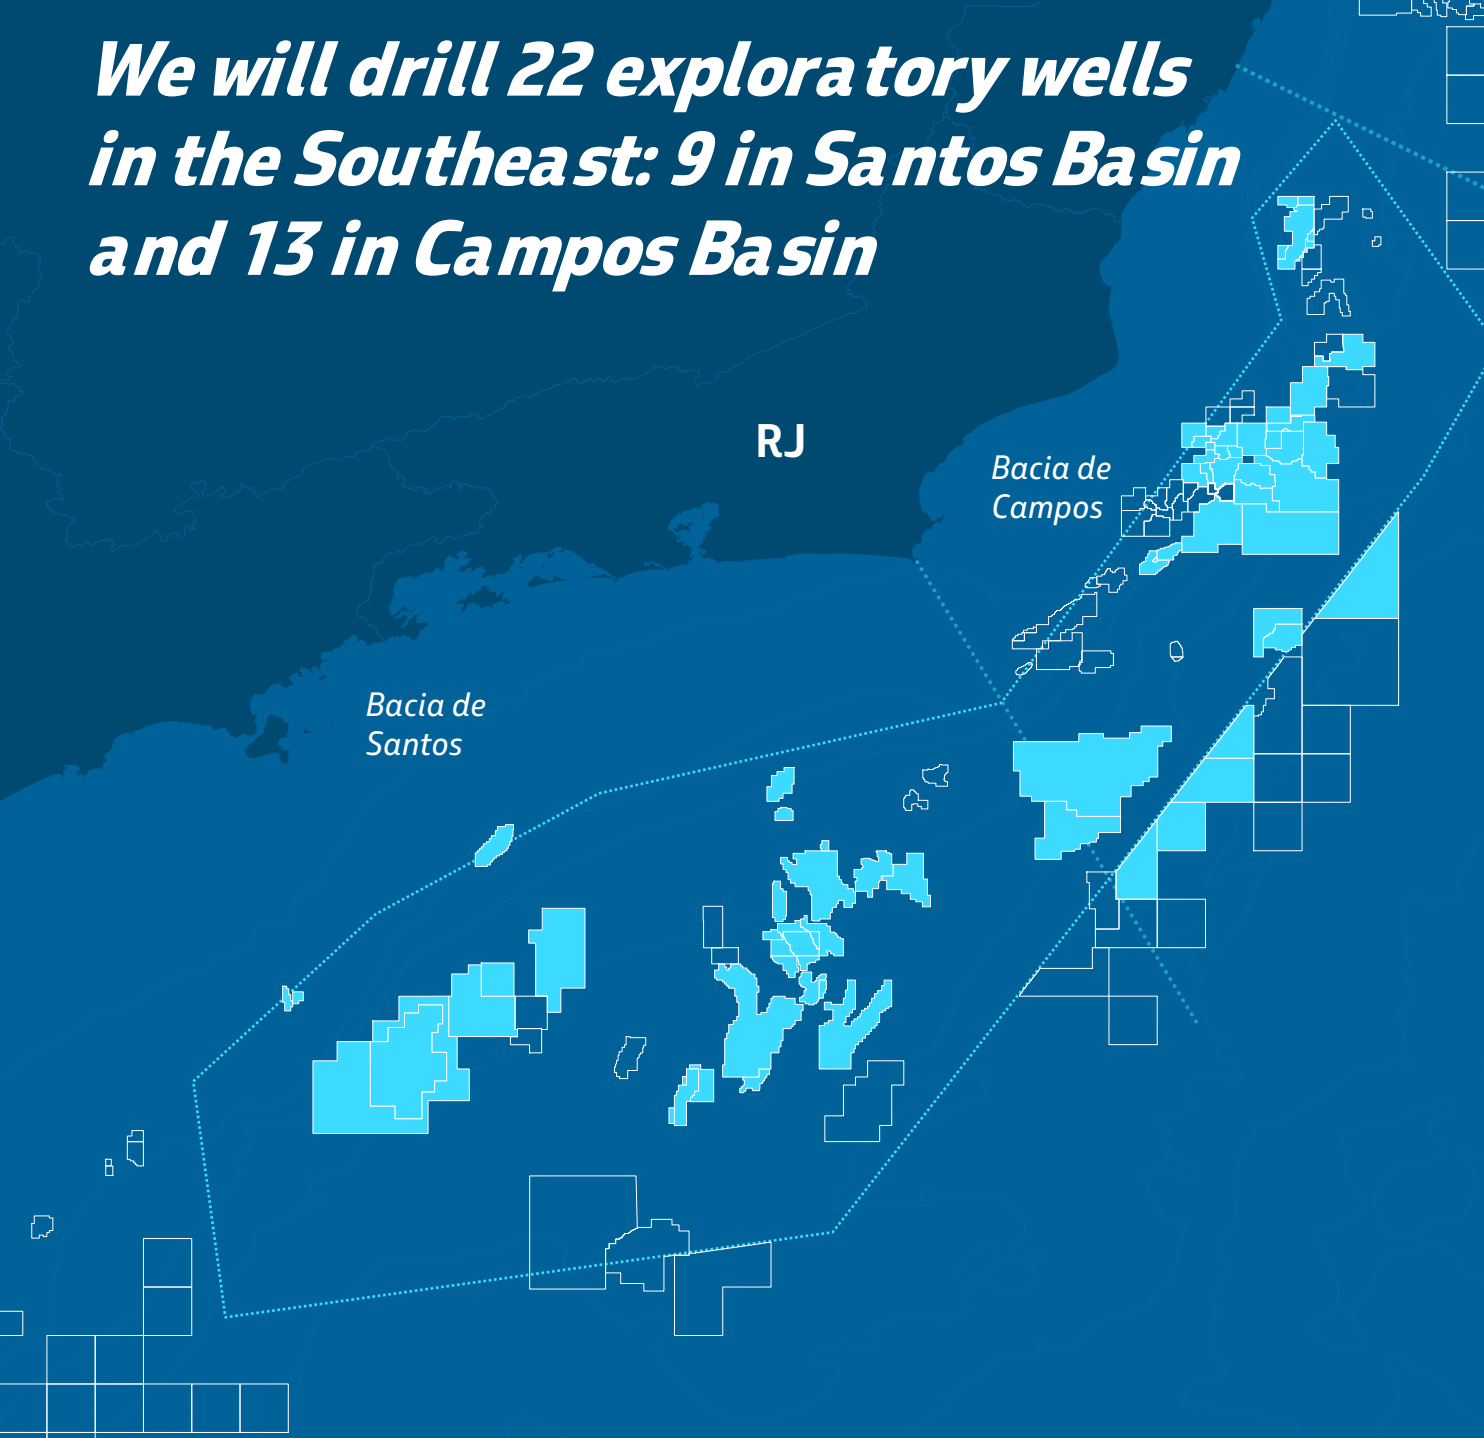 We will drill 22 exploratory wells
in the Southeast: 9 in Santos Basin
and 13 in Campos Basin
RJ
Bacia de
Campos
Bacia de
Santos